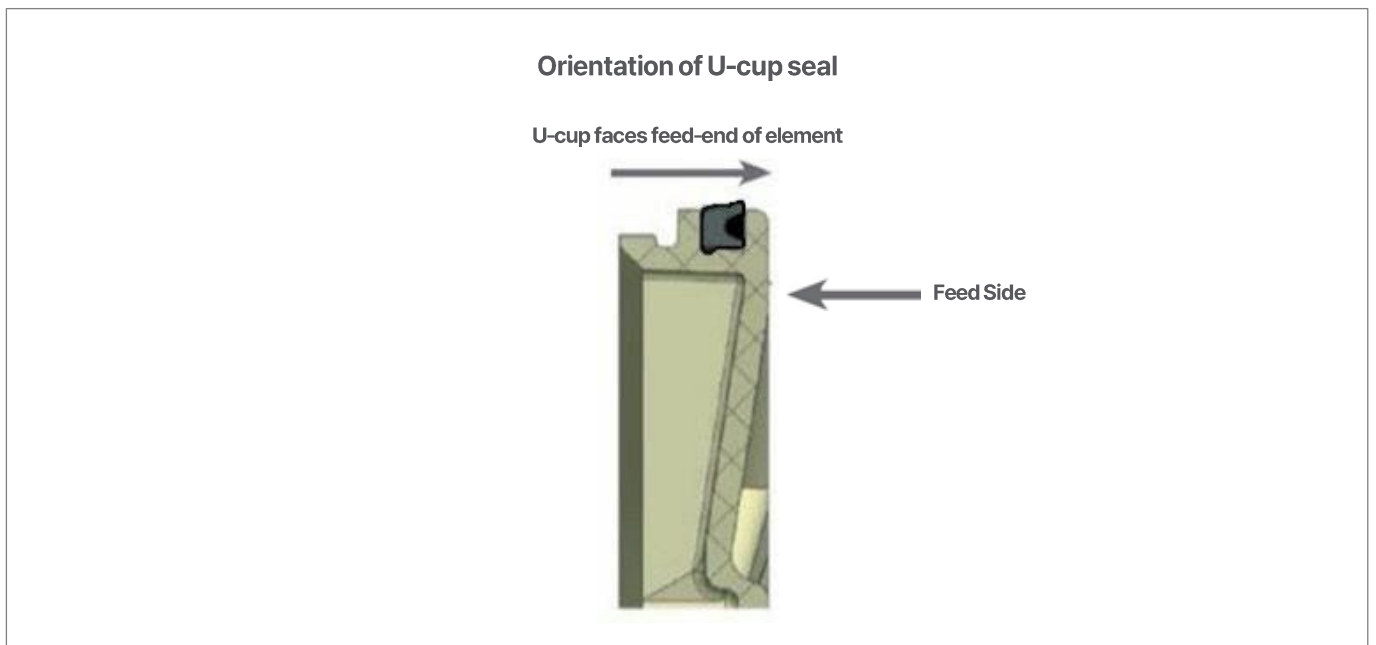 Orientation of U-cup seal
U-cup faces feed-end of element
Feed Side